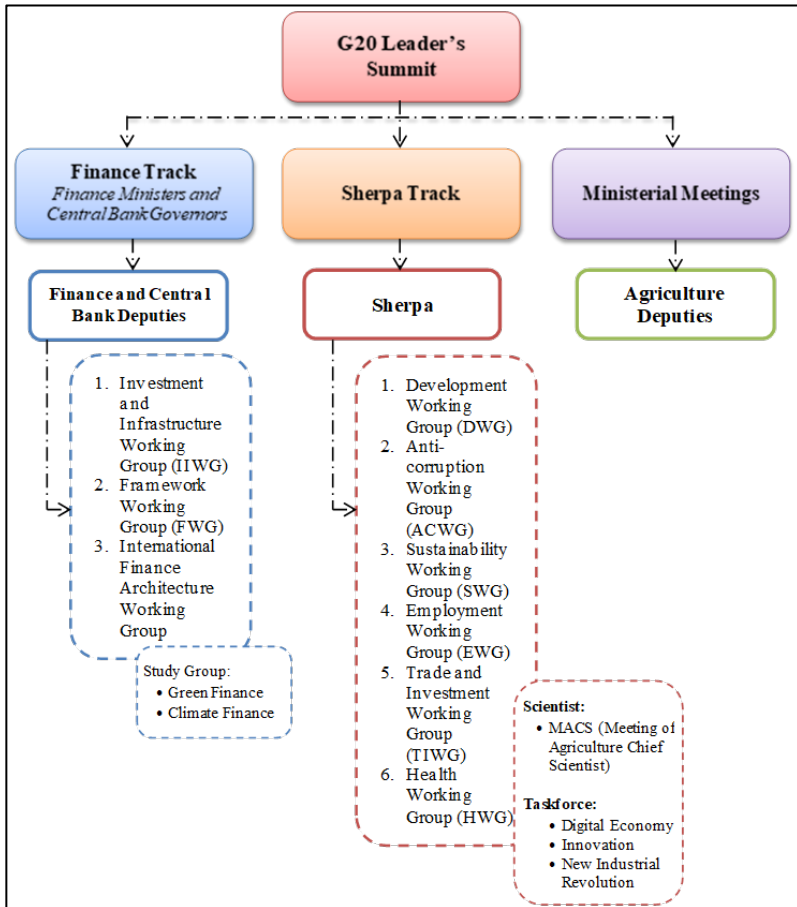 G20 Leader's
Summit
Finance Track
Finance Ministers and
Central Bank Governors
Sherpa Track
Ministerial Meetings
Finance and Central
Bank Deputies
Sherpa
Agriculture
Deputies
1. Investment
and
Infrastructure
Working
Group (IIWG)
2. Framework
Working
Group (FWG)
3. International
Finance
Architecture
Working
Group
Study Group:
• Green Finance
• Climate Finance
1. Development
Working
Group (DWG)
2. Anti-
corruption
Working
Group
(ACWG)
3. Sustainability
Working
Group (SWG)
4. Employment
Working
Group (EWG)
5. Trade and
Investment
Working
Group
(TIWG)
6. Health
Working
Group (HWG)
Scientist:
• MACS (Meeting of
Agriculture Chief
Scientist)
Taskforce:
• Digital Economy
• Innovation
• New Industrial
Revolution